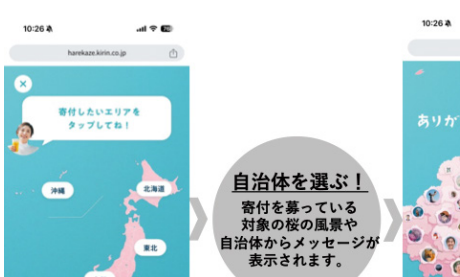 10:26
harekaze.kirin.co.jp
寄付したいエリアを
タップしてね！
沖縄
北海道
東北
自治体を選ぶ！
寄付を募っている
対象の桜の風景や
自治体からメッセージが
表示されます。
10:26
ありが